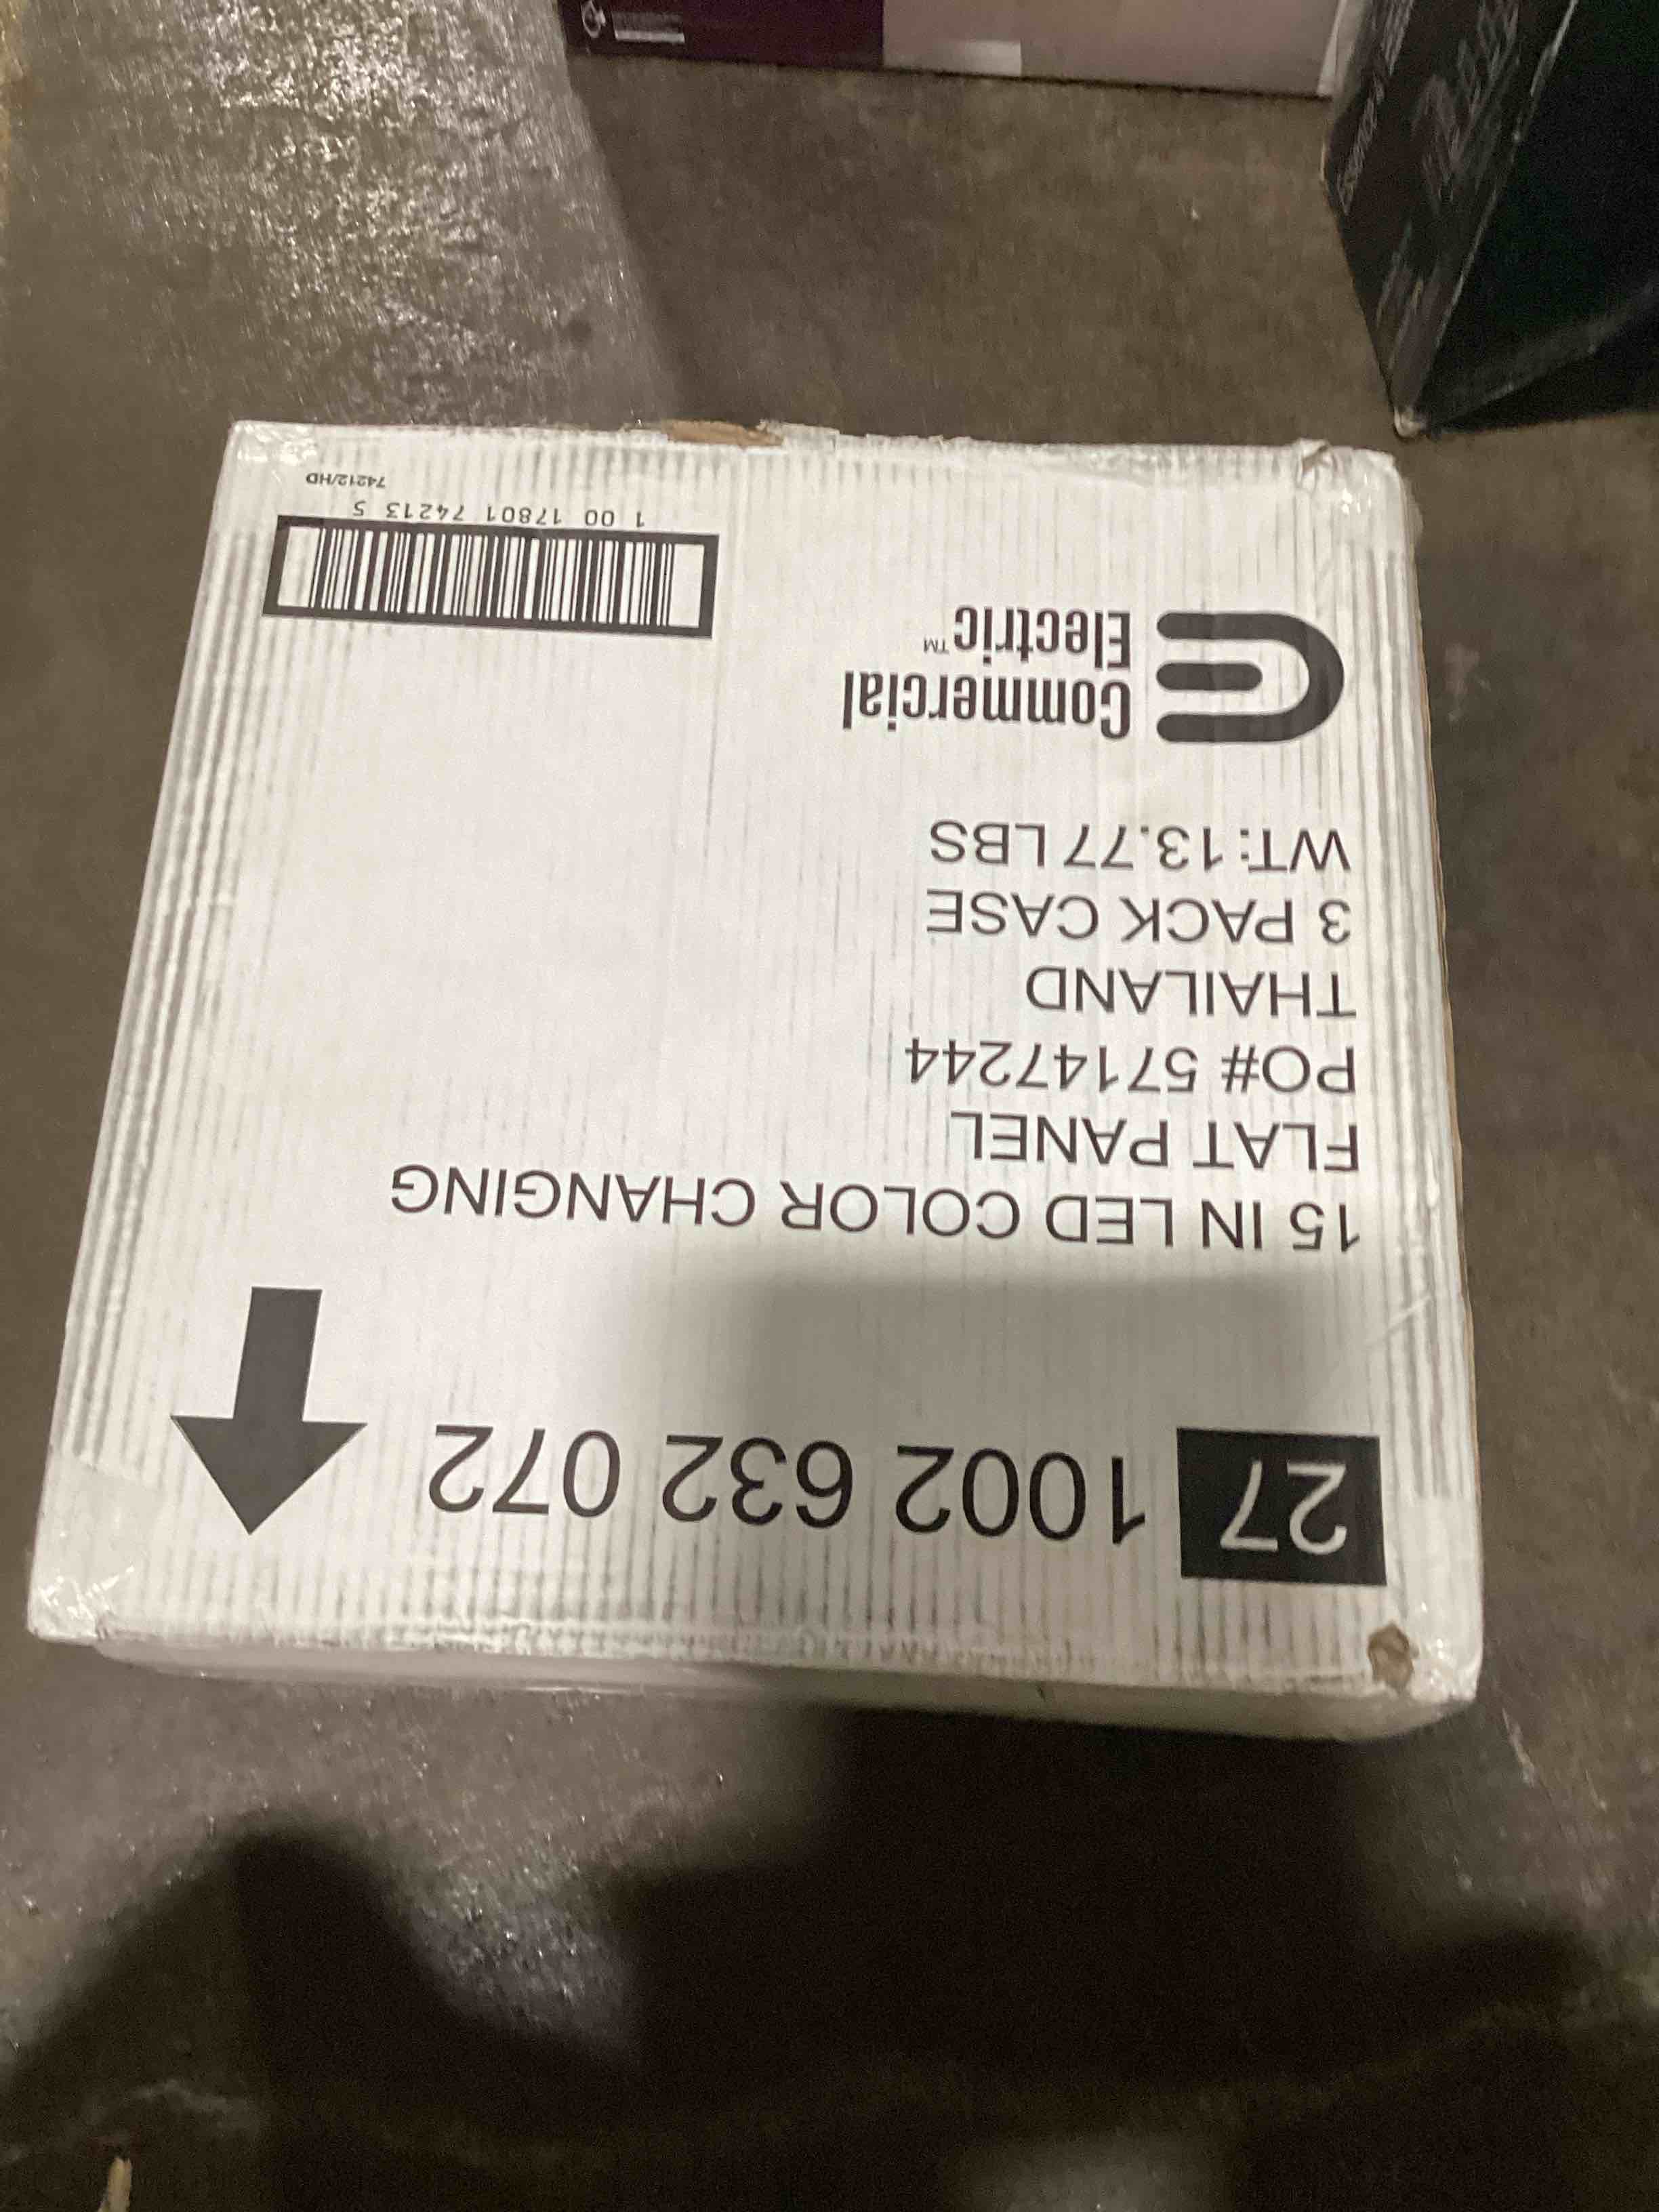 27 1002 632 072
15 IN LED COLOR CHANGING
FLAT PANEL
PO# 57147244
THAILAND
3 PACK CASE
WT: 13.77 LBS
Commercial
Electric™
1 00 17801 74213 5
74212/HD